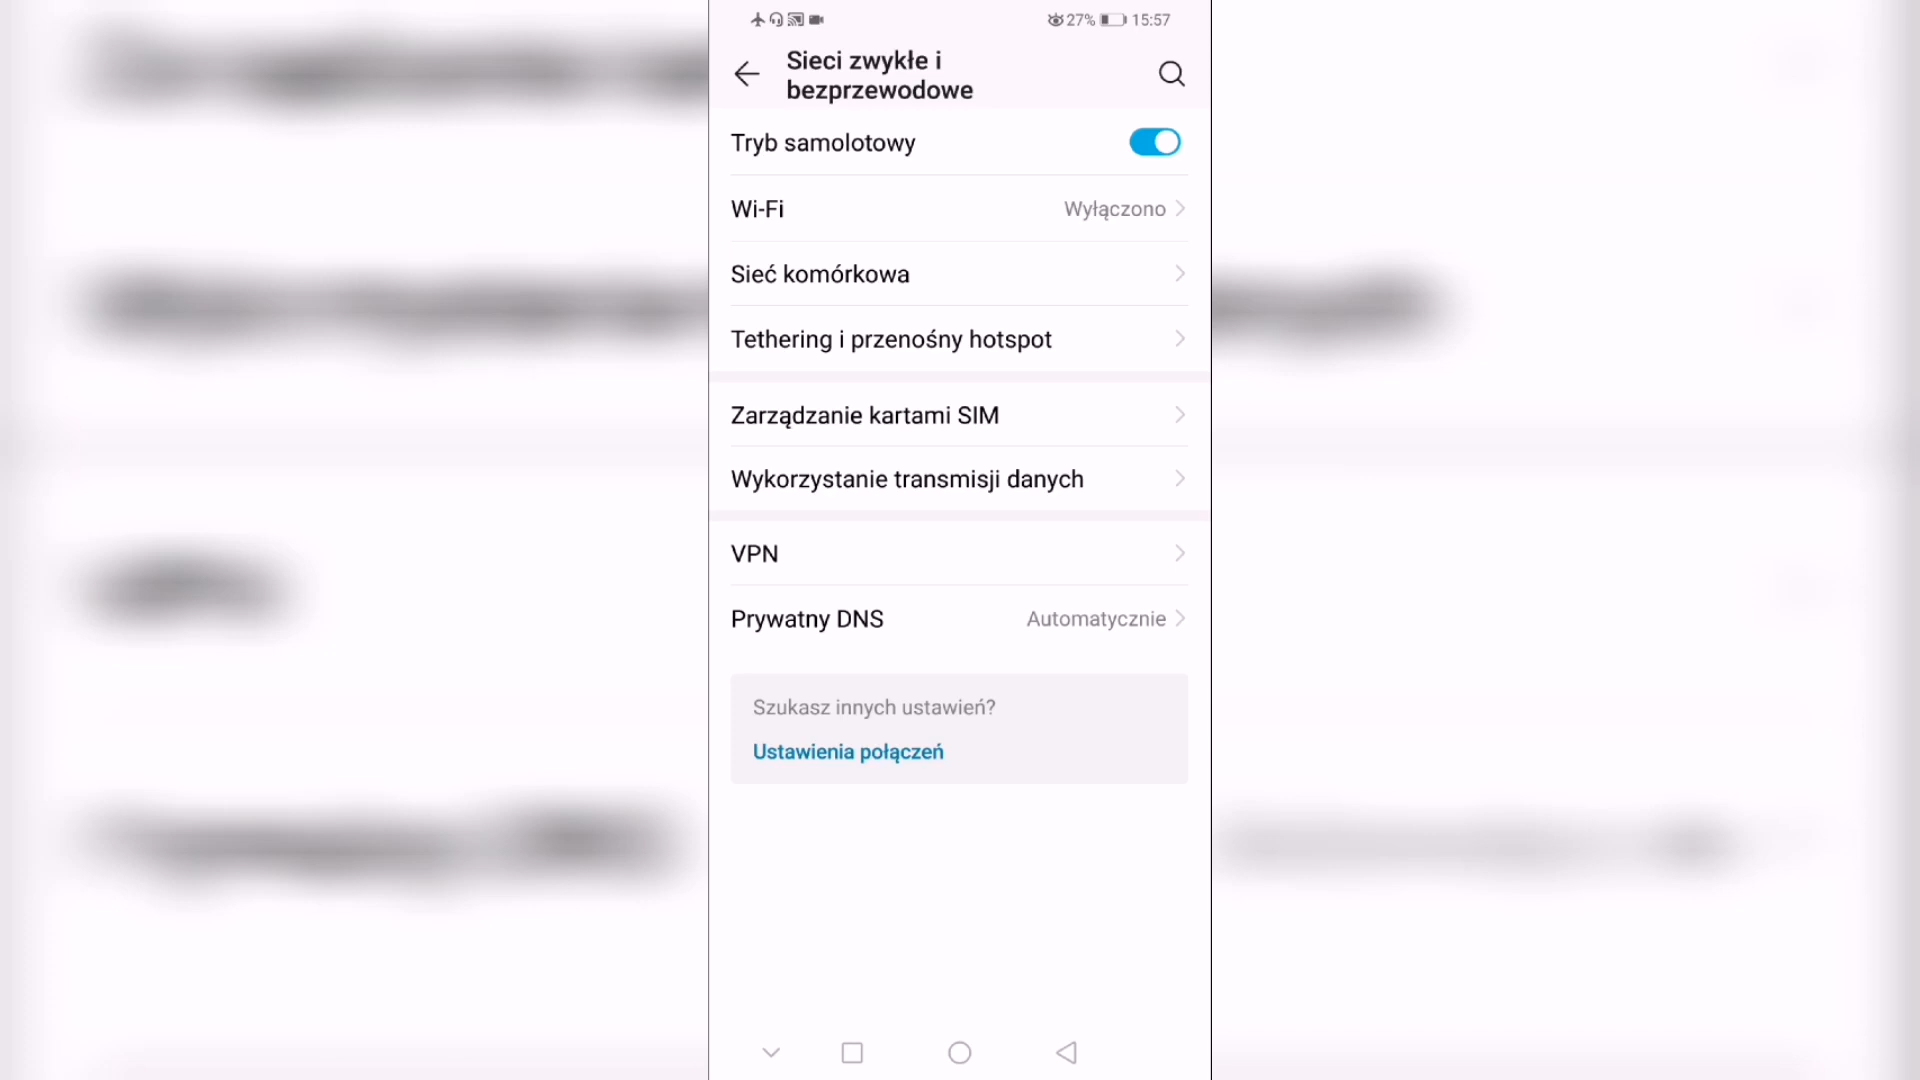 27% 15:57
Sieci zwykłe i
bezprzewodowe
Tryb samolotowy
Wi-Fi Wyłączono
Sieć komórkowa
Tethering i przenośny hotspot
Zarządzanie kartami SIM
Wykorzystanie transmisji danych
VPN
Prywatny DNS Automatycznie
Szukasz innych ustawień?
Ustawienia połączeń